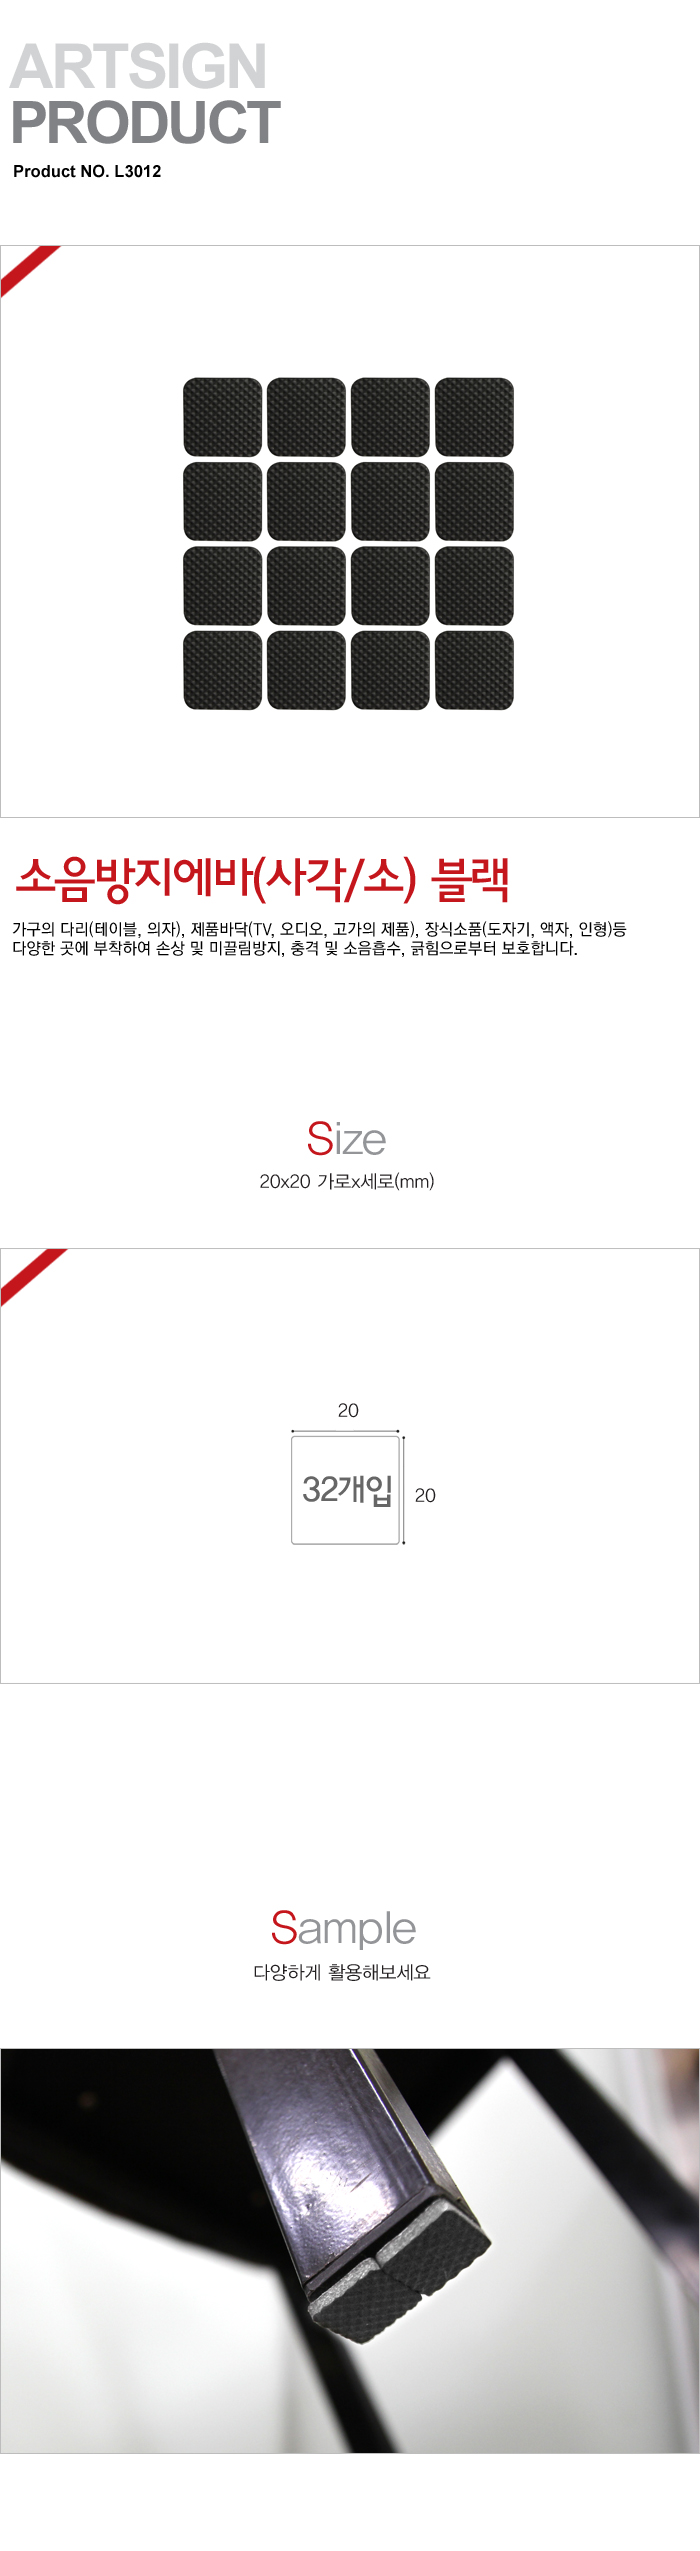 ARTSIGN
PRODUCT
Product NO. L3012
소음방지에바(사각/소) 블랙
가구의 다리(테이블, 의자), 제품바닥(TV, 오디오, 고가의 제품), 장식소품(도자기, 액자, 인형)등
다양한 곳에 부착하여 손상 및 미끌림방지, 충격 및 소음흡수, 긁힘으로부터 보호합니다.
Size
20x20 가로x세로(mm)
20
32개입
20
Sample
다양하게 활용해보세요